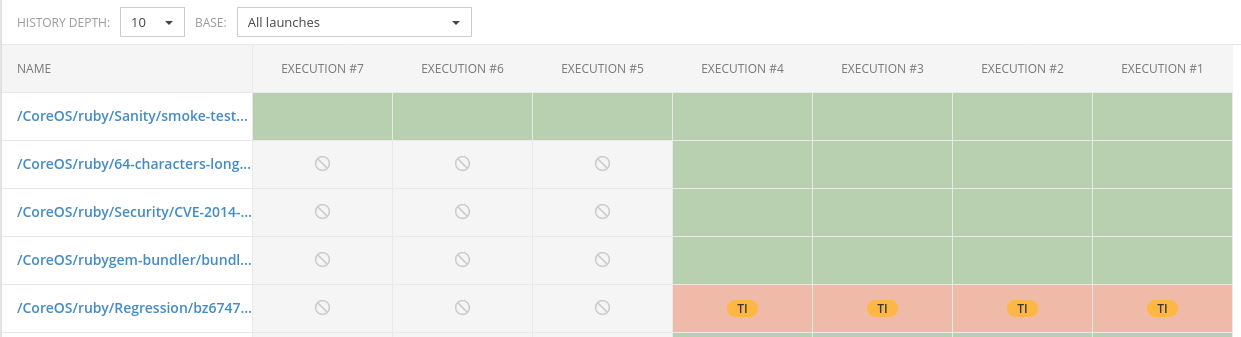 HISTORY DEPTH: 10 BASE: All launches
NAME EXECUTION #7 EXECUTION #6 EXECUTION #5 EXECUTION #4 EXECUTION #3 EXECUTION #2 EXECUTION #1
/CoreOS/ruby/Sanity/smoke-test...
/CoreOS/ruby/64-characters-long...
/CoreOS/ruby/Security/CVE-2014-...
/CoreOS/rubygem-bundler/bundl...
/CoreOS/ruby/Regression/bz6747... TI TI TI TI